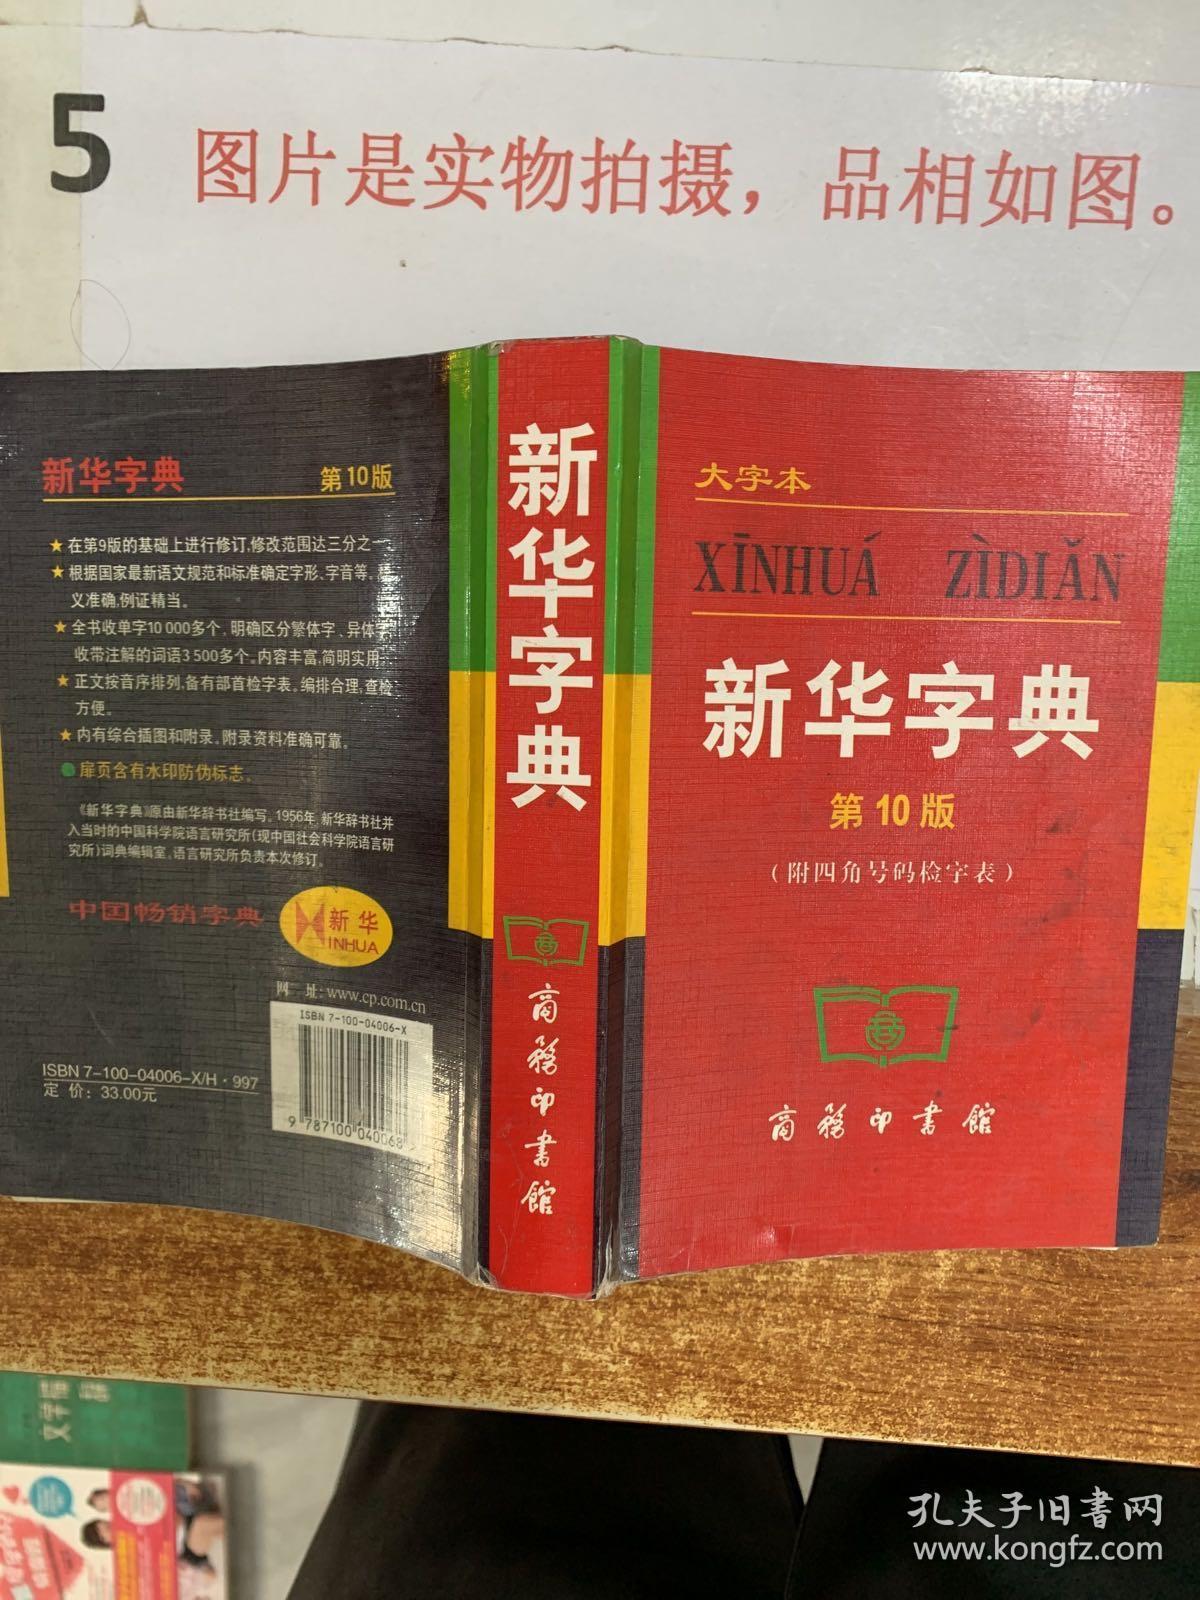 5
图片是实物拍摄，品相如图。
新华字典 第10版
★ 在第9版的基础上进行修订,修改范围达三分之一
★ 根据国家最新语文规范和标准确定字形、字音等。
义准确,例证精当。
★ 全书收单字10 000多个。明确区分繁体字、异体字
收带注解的词语3 500多个。内容丰富,简明实用
★ 正文按音序排列,备有部首检字表。编排合理,查检
方便。
★ 内有综合插图和附录。附录资料准确可靠。
扉页含有水印防伪标志。
《新华字典》原由新华辞书社编写。1956年,新华辞书社并
入当时的中国科学院语言研究所(现中国社会科学院语言研
究所)词典编辑室。语言研究所负责本次修订。
中国畅销字典
新华
INHUA
网 址: www.cp.com.cn
ISBN 7-100-04006-X
9 787100 040068
ISBN 7-100-04006-X/H·997
定 价: 33.00元
新华字典
商
商務印書館
大字本
XĪNHUÁ ZÌDIǍN
新华字典
第10版
(附四角号码检字表)
商
商務印書館
孔夫子旧書网
www.kongfz.com